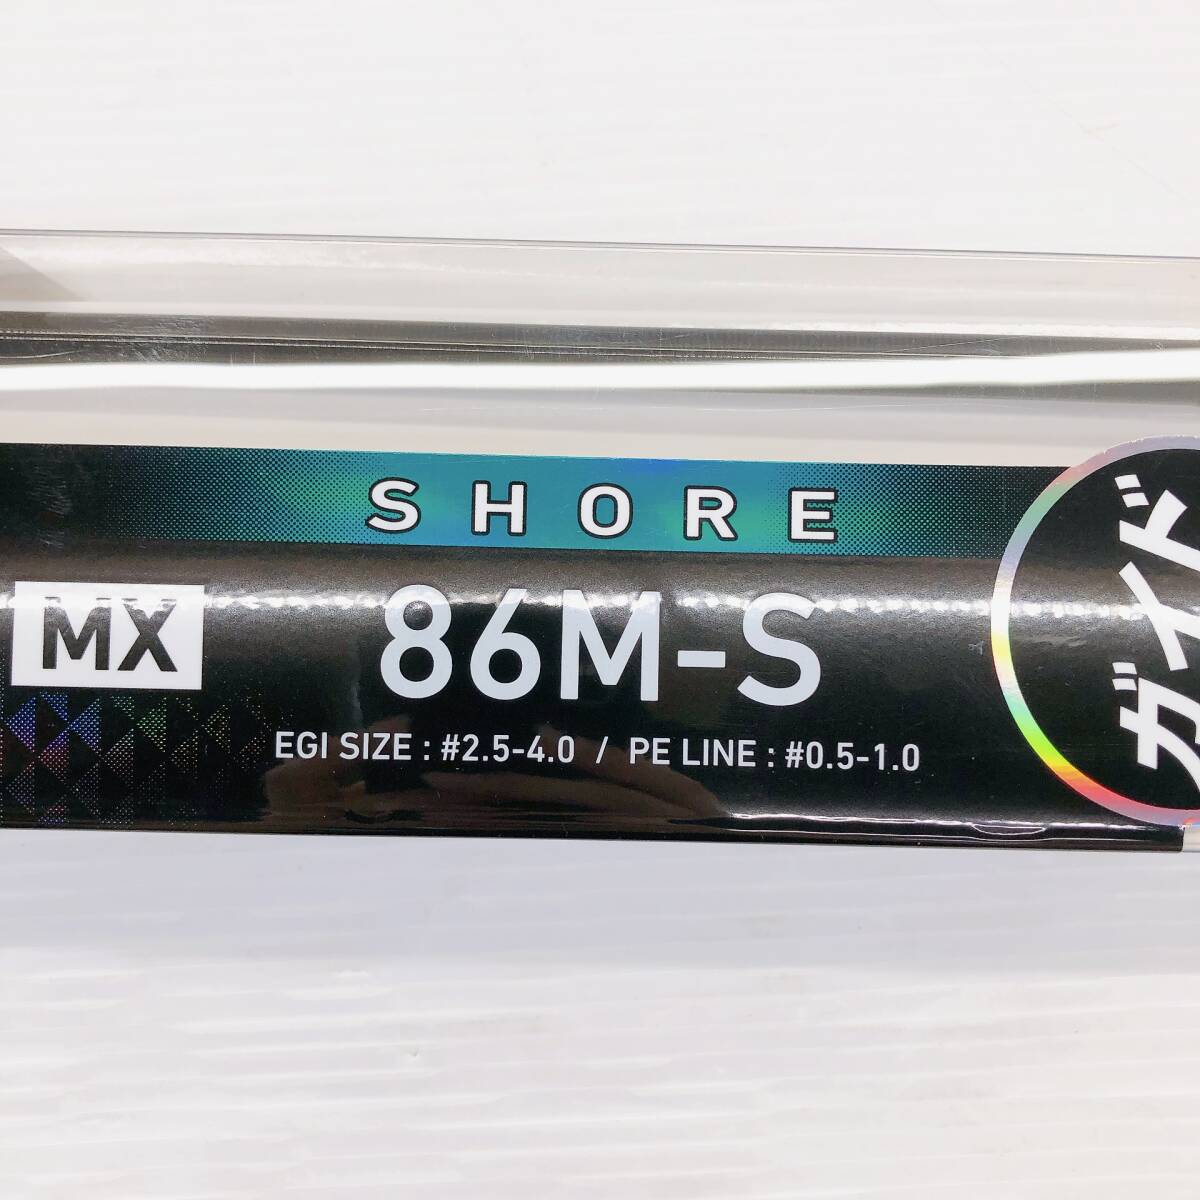 SHORE
MX
86M-S
EGI SIZE : #2.5-4.0 / PE LINE : #0.5-1.0
ガイド